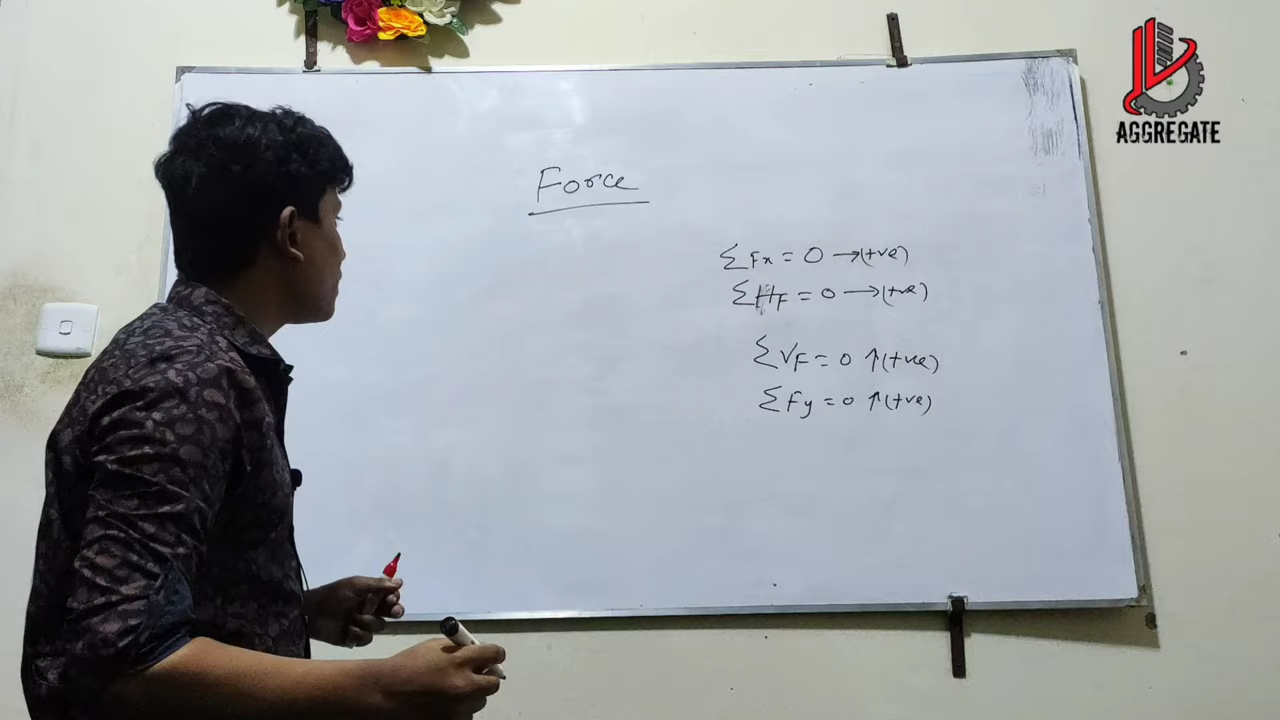 AGGREGATE
Force
∑Fx = 0 →(+ve)
∑HF = 0 →(+ve)
∑VF = 0 ↑(+ve)
∑Fy = 0 ↑(+ve)